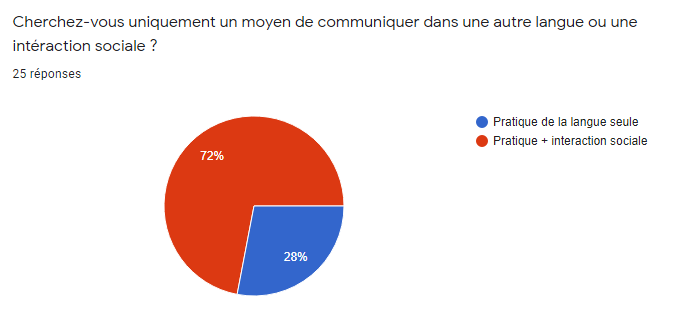 Cherchez-vous uniquement un moyen de communiquer dans une autre langue ou une
intéraction sociale ?
25 réponses
Pratique de la langue seule
Pratique + interaction sociale
72%
28%